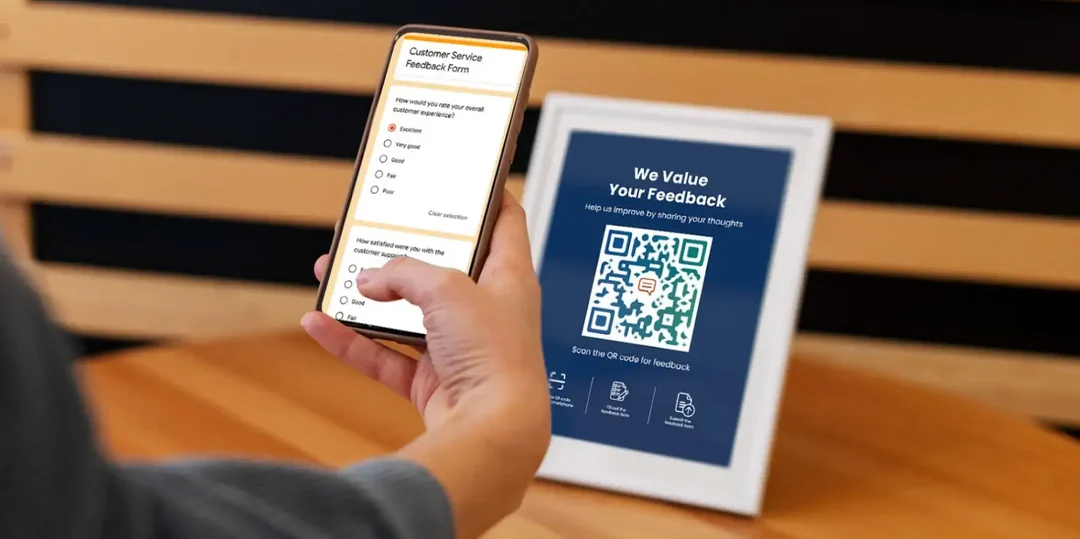 Customer Service
Feedback Form
How would you rate your overall
customer experience?
Excellent
Very good
Good
Fair
Poor
Clear selection
How satisfied were you with the
customer support?
Good
Fair
We Value
Your Feedback
Help us improve by sharing your thoughts
Scan the QR code for feedback
QR code
Fill out the
feedback form
Submit the
feedback form